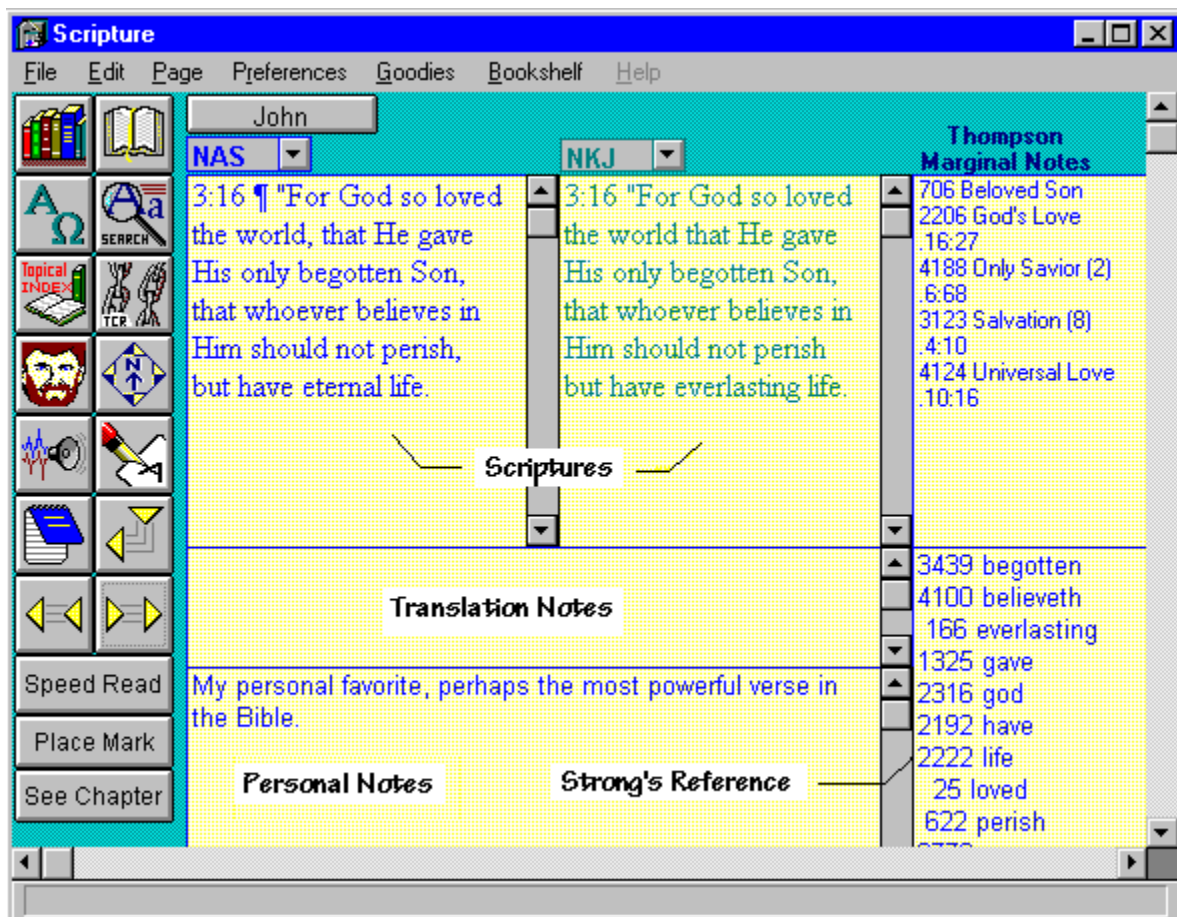 Scripture
File Edit Page Preferences Goodies Bookshelf Help
John
NAS
NKJ
Thompson
Marginal Notes
A Ω
Aa
SEARCH
Topical
INDEX
TCR
N
Speed Read
Place Mark
See Chapter
3:16 ¶ "For God so loved
the world, that He gave
His only begotten Son,
that whoever believes in
Him should not perish,
but have eternal life.
3:16 "For God so loved
the world that He gave
His only begotten Son,
that whoever believes in
Him should not perish
but have everlasting life.
Scriptures
706 Beloved Son
2206 God's Love
.16:27
4188 Only Savior (2)
.6:68
3123 Salvation (8)
.4:10
4124 Universal Love
.10:16
Translation Notes
My personal favorite, perhaps the most powerful verse in
the Bible.
Personal Notes
Strong's Reference
3439 begotten
4100 believeth
166 everlasting
1325 gave
2316 god
2192 have
2222 life
25 loved
622 perish